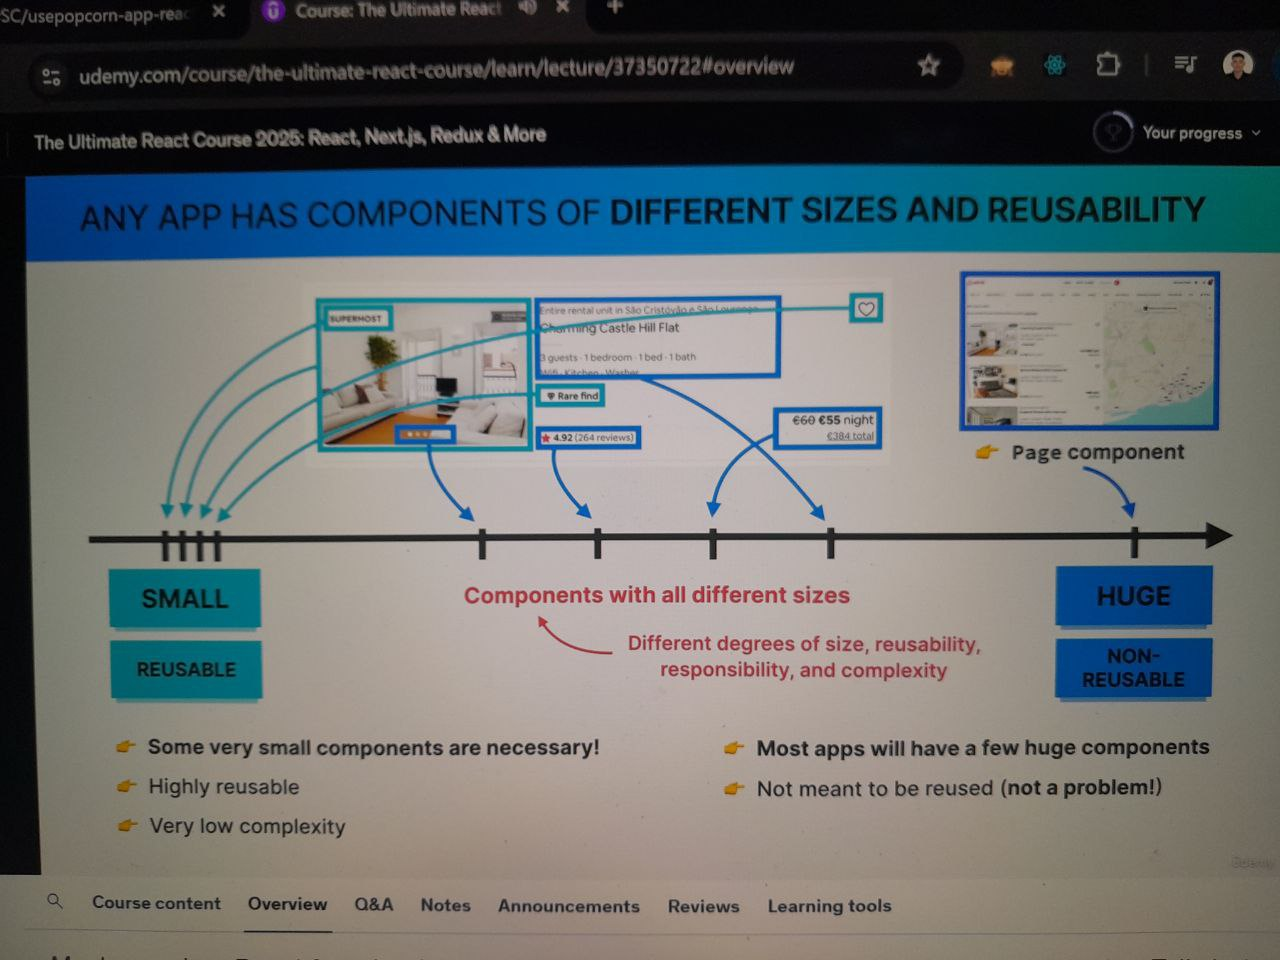 SC/usepopcorn-app-reac
Course: The Ultimate React
udemy.com/course/the-ultimate-react-course/learn/lecture/37350722#overview
The Ultimate React Course 2025: React, Next.js, Redux & More
Your progress
ANY APP HAS COMPONENTS OF DIFFERENT SIZES AND REUSABILITY
SUPERHOST
Entire rental unit in São Cristóvão e São Lourenço
Charming Castle Hill Flat
3 guests · 1 bedroom · 1 bed · 1 bath
Wifi · Kitchen · Washer
Rare find
4.92 (264 reviews)
€60 €55 night
€384 total
Page component
SMALL
REUSABLE
Components with all different sizes
Different degrees of size, reusability,
responsibility, and complexity
HUGE
NON-
REUSABLE
Some very small components are necessary!
Highly reusable
Very low complexity
Most apps will have a few huge components
Not meant to be reused (not a problem!)
Udemy
Course content
Overview
Q&A
Notes
Announcements
Reviews
Learning tools